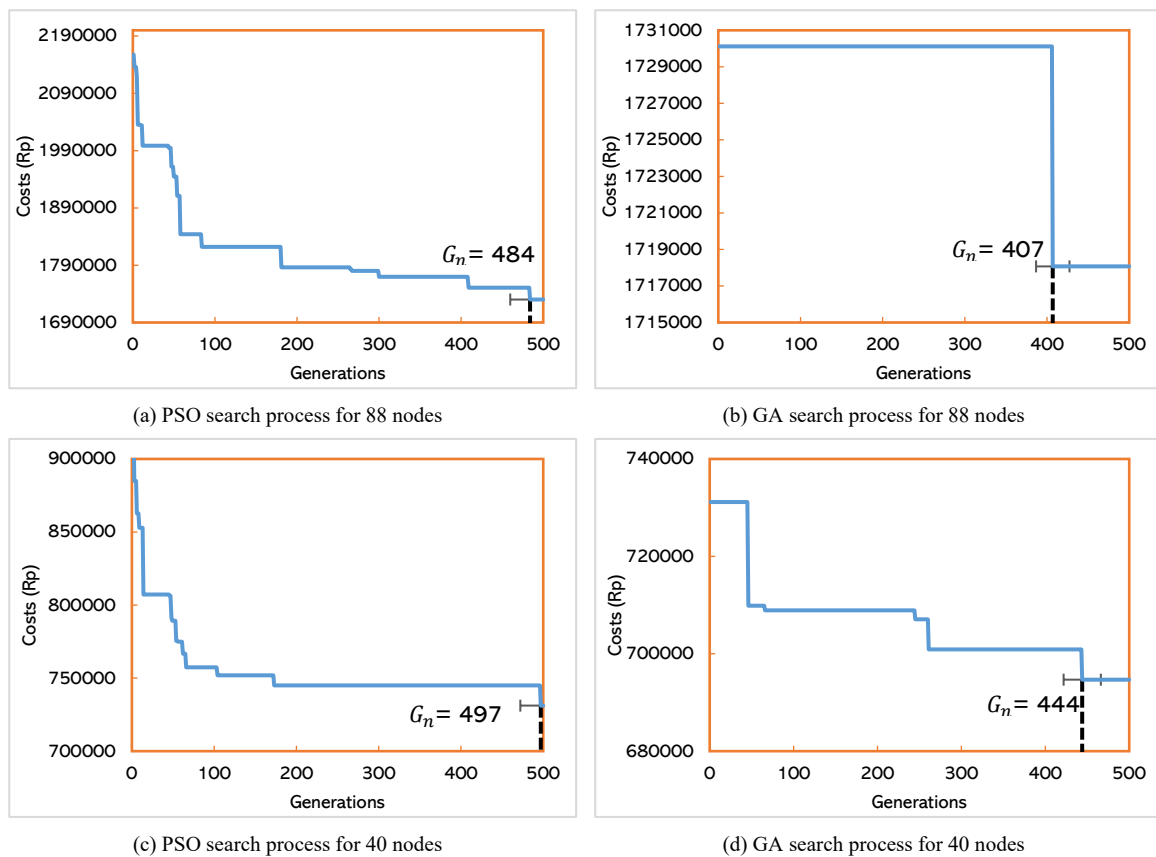 2190000
2090000
1990000
1890000
1790000
1690000
Costs (Rp)
Gₙ= 484
0 100 200 300 400 500
Generations
(a) PSO search process for 88 nodes
1731000
1729000
1727000
1725000
1723000
1721000
1719000
1717000
1715000
Costs (Rp)
Gₙ= 407
0 100 200 300 400 500
Generations
(b) GA search process for 88 nodes
900000
850000
800000
750000
700000
Costs (Rp)
Gₙ= 497
0 100 200 300 400 500
Generations
(c) PSO search process for 40 nodes
740000
720000
700000
680000
Costs (Rp)
Gₙ= 444
0 100 200 300 400 500
Generations
(d) GA search process for 40 nodes